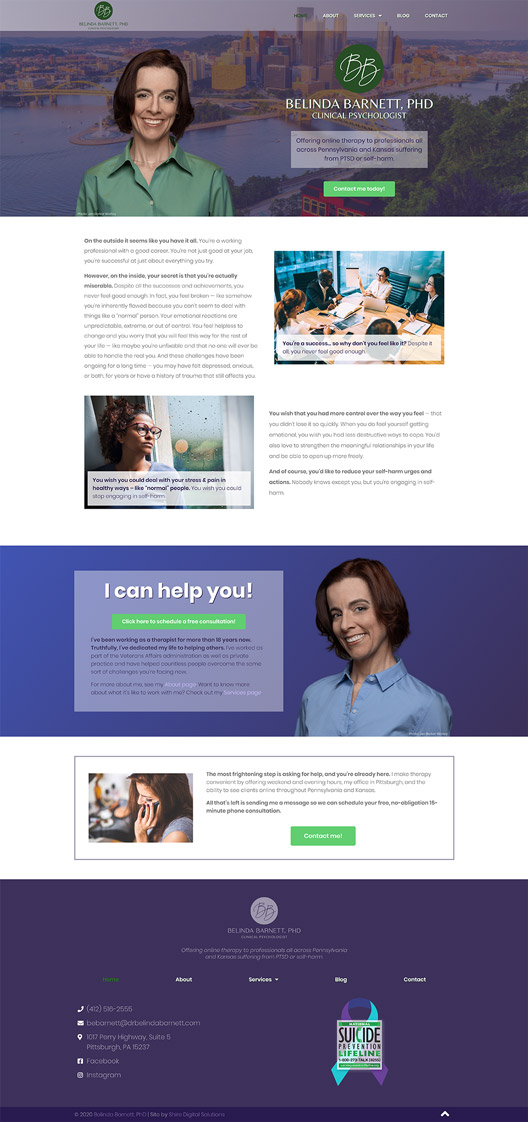 BB
BELINDA BARNETT, PHD
CLINICAL PSYCHOLOGIST
HOME
ABOUT
SERVICES
BLOG
CONTACT
BB
BELINDA BARNETT, PHD
CLINICAL PSYCHOLOGIST
Offering online therapy to professionals all
across Pennsylvania and Kansas suffering
from PTSD or self-harm.
Contact me today!
On the outside it seems like you have it all. You're a working
professional with a good career. You're not just good at your job,
you're successful at just about everything you try.
However, on the inside, your secret is that you're actually
miserable. Despite all the successes and achievements, you
never feel good enough. In fact, you feel broken — like somehow
you're inherently flawed because you can't seem to deal with
things like a "normal" person. Your emotional reactions are
unpredictable, extreme, or out of control. You feel helpless to
change and you worry that you will feel this way for the rest of
your life — like maybe you're unfixable and that no one will ever be
able to handle the real you. And these challenges have been
ongoing for a long time — you may have felt depressed, anxious,
or both, for years or have a history of trauma that still affects you.
You're a success... so why don't you feel like it? Despite it
all, you never feel good enough.
You wish you could deal with your stress & pain in
healthy ways – like "normal" people. You wish you could
stop engaging in self-harm.
You wish that you had more control over the way you feel — that
you didn't lose it so quickly. When you do feel yourself getting
emotional, you wish you had less destructive ways to cope. You'd
also love to strengthen the meaningful relationships in your life
and be able to open up more freely.
And of course, you'd like to reduce your self-harm urges and
actions. Nobody knows except you, but you're engaging in self-
harm.
I can help you!
Click here to schedule a free consultation!
I've been working as a therapist for more than 16 years now.
Truthfully, I've dedicated my life to helping others. I've worked as
part of the Veterans Affairs administration as well as private
practice and have helped countless people overcome the same
sort of challenges you're facing now.
For more about me, see my About page. Want to know more
about what it's like to work with me? Check out my Services page.
The most frightening step is asking for help, and you're already here. I make therapy
convenient by offering weekend and evening hours, my office in Pittsburgh, and the
ability to see clients online throughout Pennsylvania and Kansas.
All that's left is sending me a message so we can schedule your free, no-obligation 15-
minute phone consultation.
Contact me!
BB
BELINDA BARNETT, PHD
CLINICAL PSYCHOLOGIST
Offering online therapy to professionals all across Pennsylvania
and Kansas suffering from PTSD or self-harm.
Home
About
Services
Blog
Contact
(412) 516-2555
bebarnett@drbelindabarnett.com
1017 Perry Highway, Suite 5
Pittsburgh, PA 15237
Facebook
Instagram
NATIONAL
SUICIDE
PREVENTION
LIFELINE
1-800-273-TALK (8255)
© 2020 Belinda Barnett, PhD | Site by Shire Digital Solutions